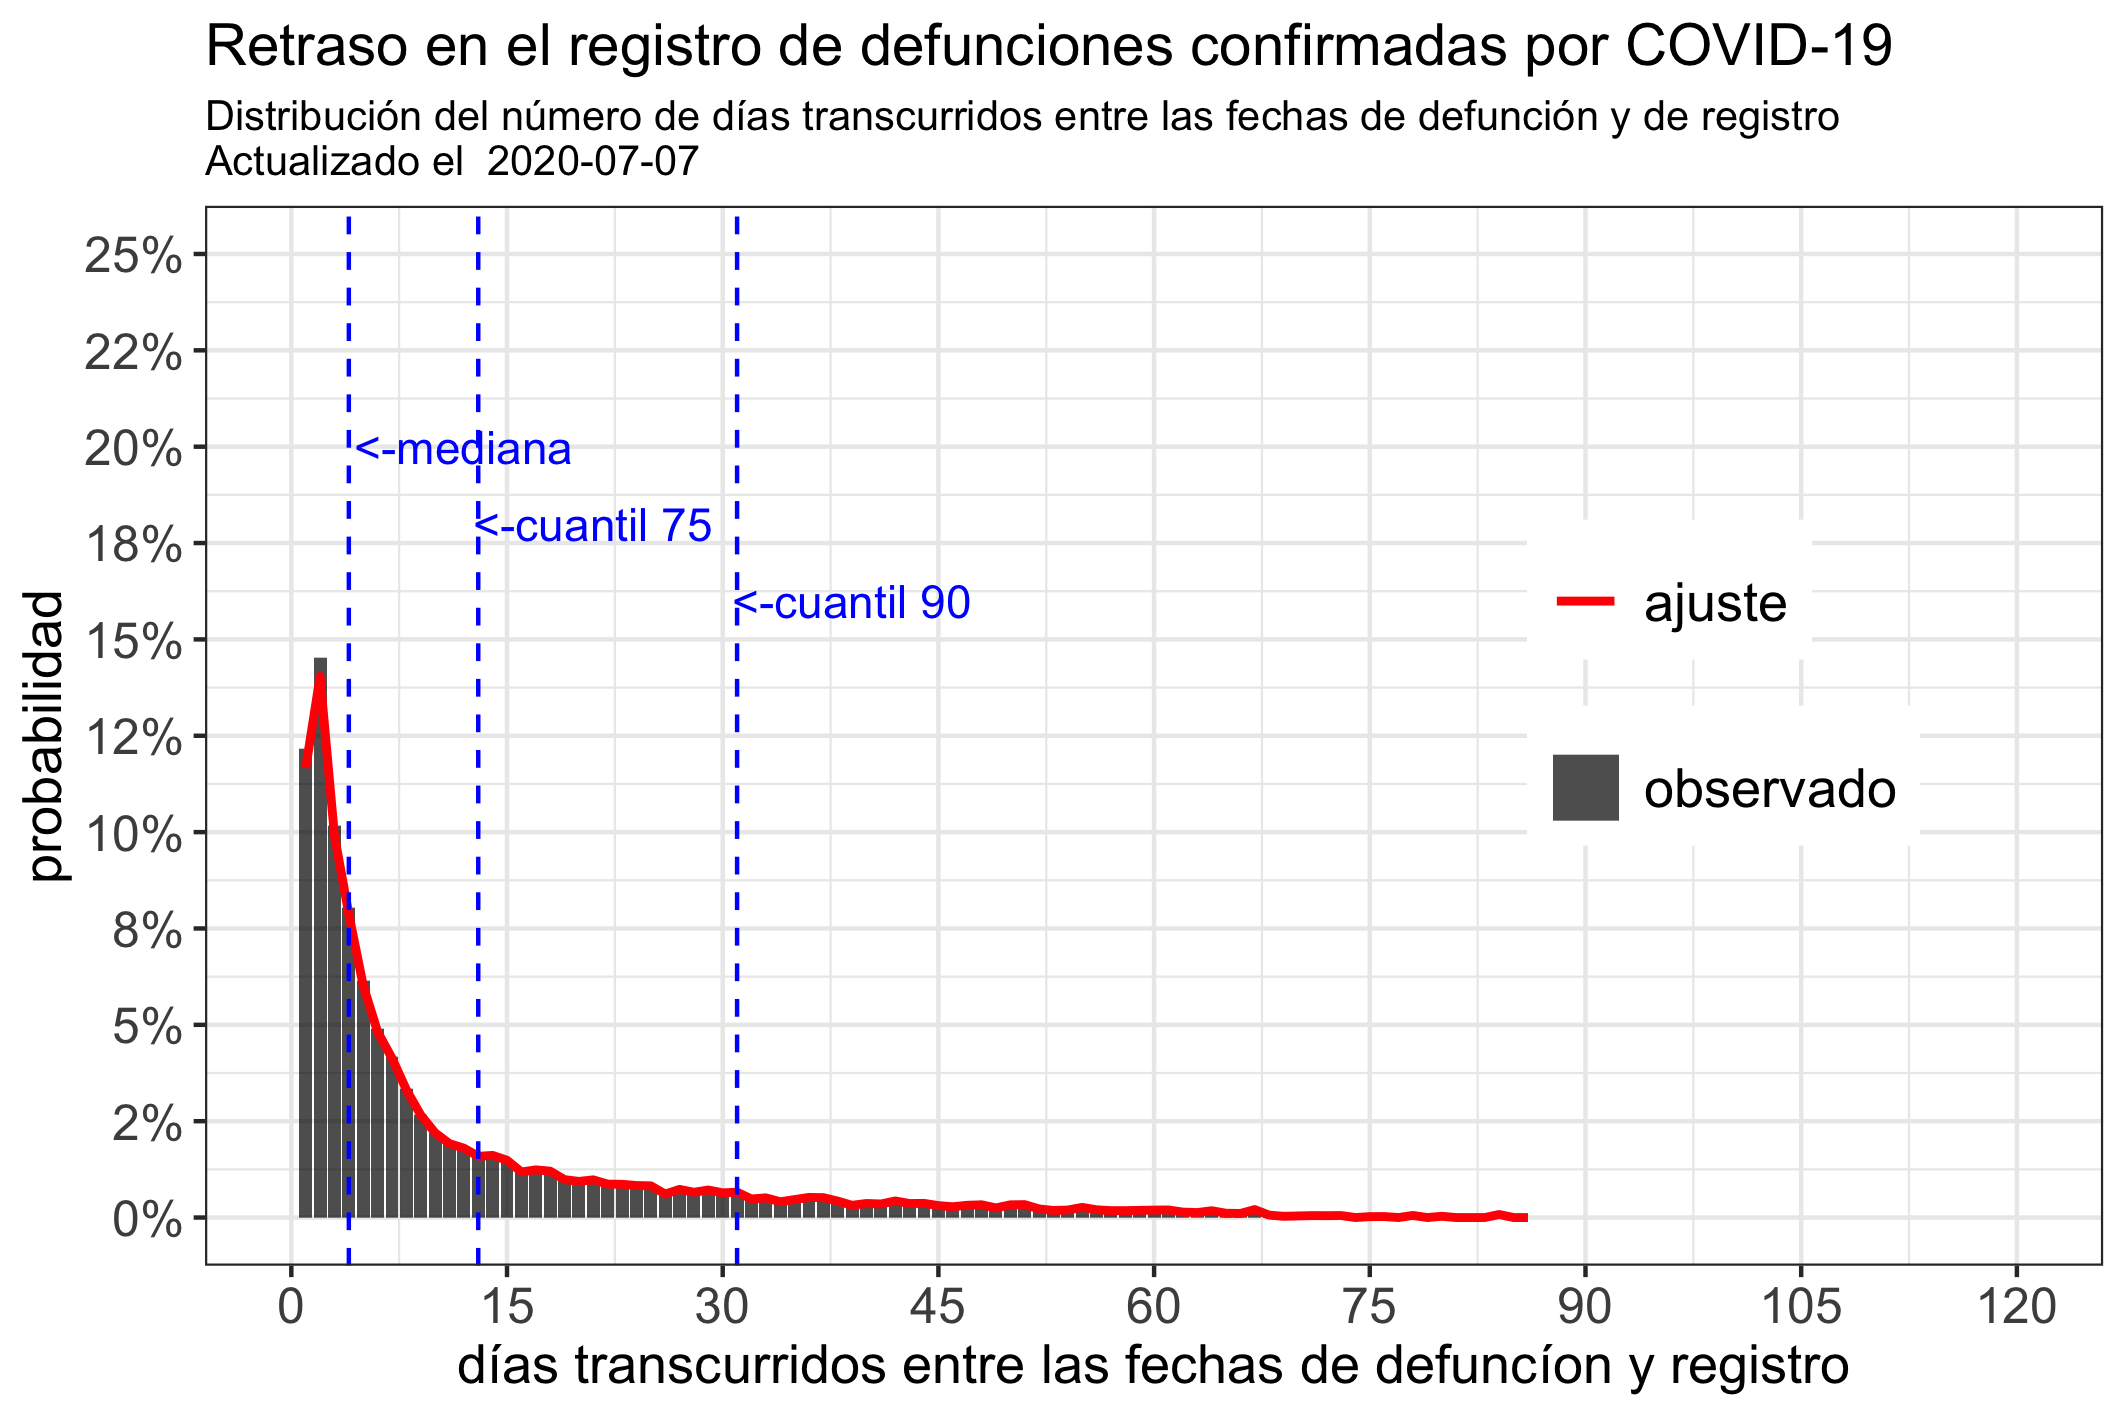 Retraso en el registro de defunciones confirmadas por COVID-19
Distribución del número de días transcurridos entre las fechas de defunción y de registro
Actualizado el  2020-07-07
25%
22%
20%
18%
15%
12%
10%
8%
5%
2%
0%
probabilidad
<-mediana
<-cuantil 75
<-cuantil 90
ajuste
observado
0 15 30 45 60 75 90 105 120
días transcurridos entre las fechas de defuncíon y registro